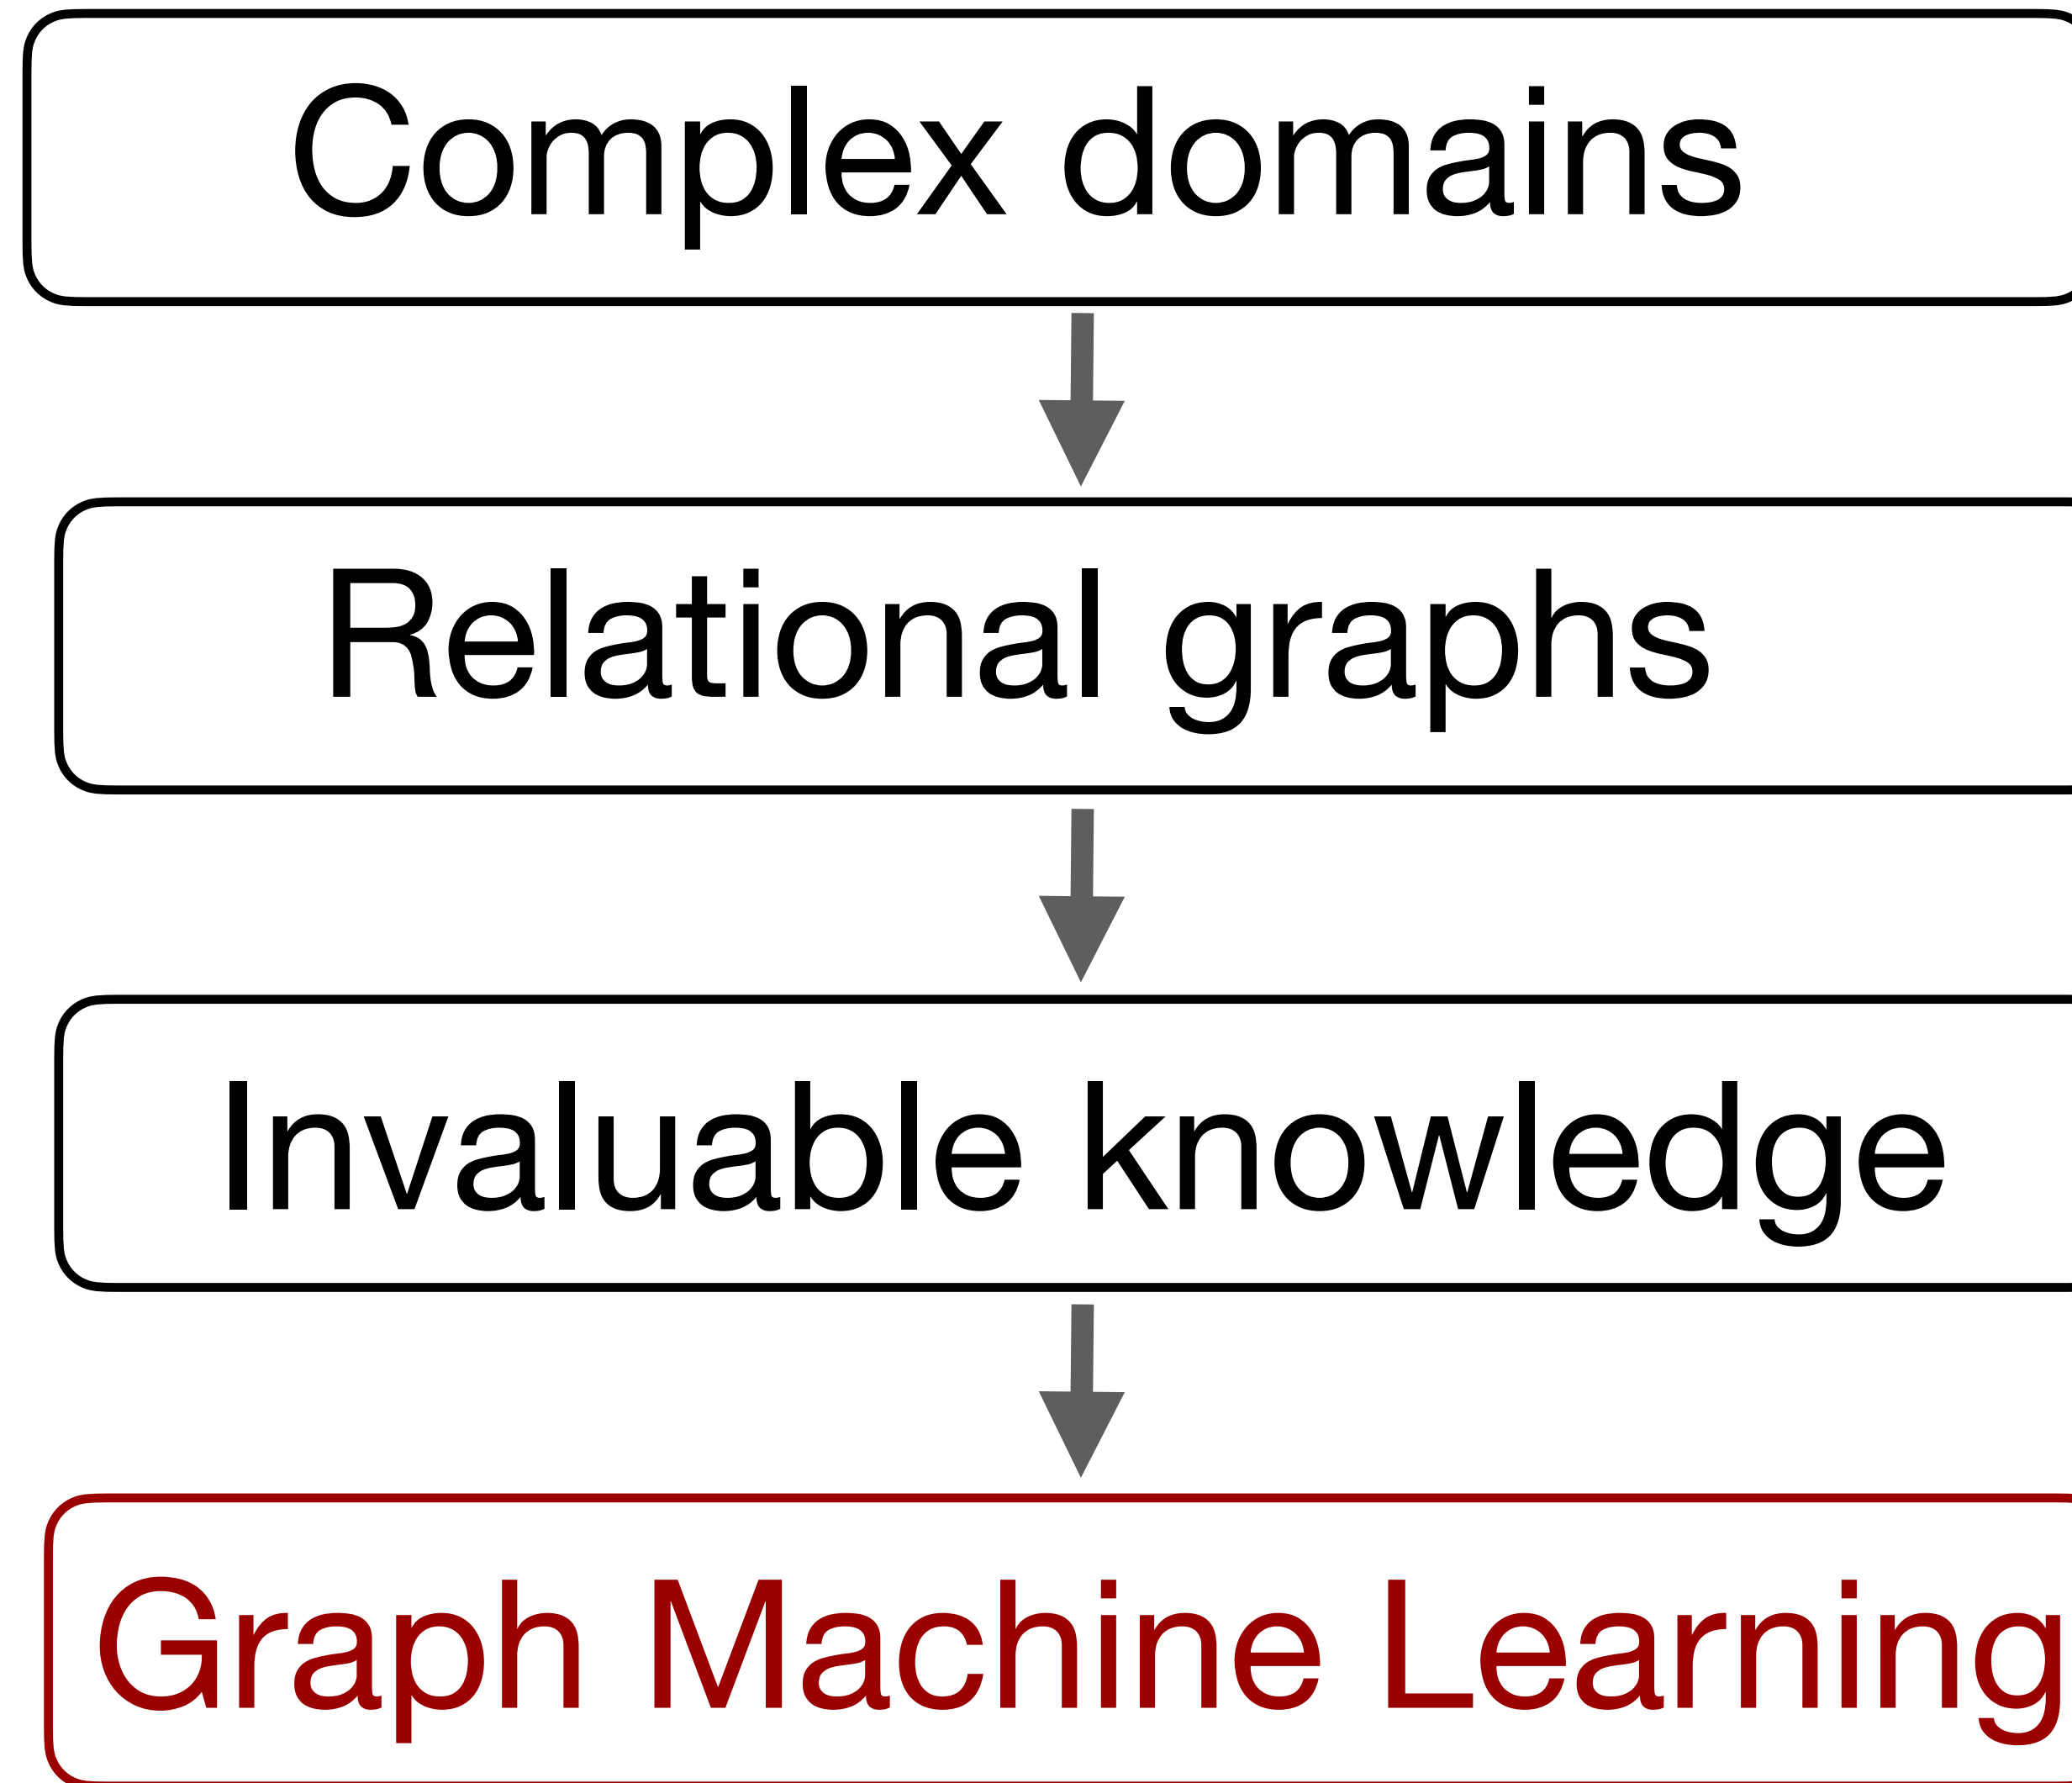 Complex domains
Relational graphs
Invaluable knowledge
Graph Machine Learning